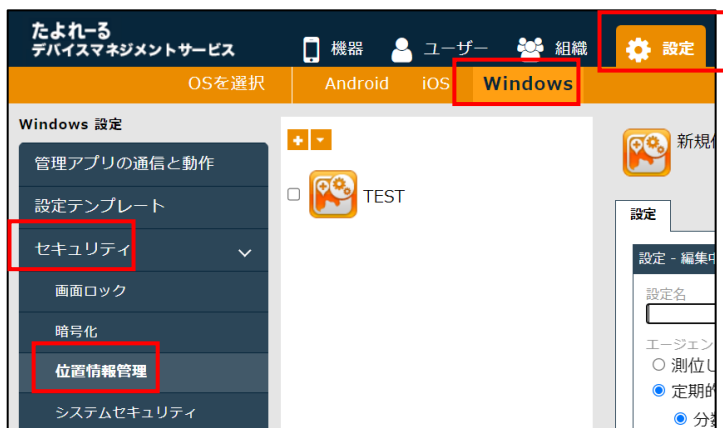 たよれーる
デバイスマネジメントサービス
機器
ユーザー
組織
設定
OSを選択
Android
iOS
Windows
Windows 設定
管理アプリの通信と動作
設定テンプレート
セキュリティ
画面ロック
暗号化
位置情報管理
システムセキュリティ
TEST
新規
設定
設定 - 編集中
設定名
エージェン
測位し
定期的
分